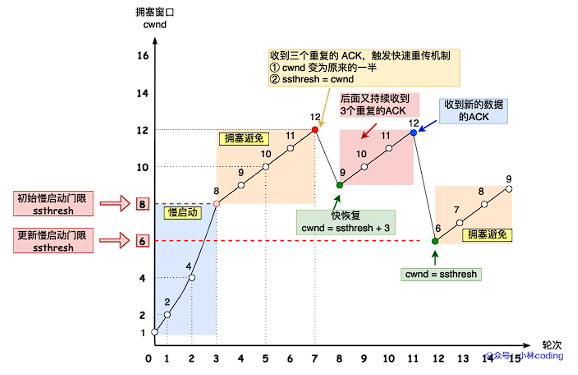 拥塞窗口
cwnd
收到三个重复的 ACK，触发快速重传机制
① cwnd 变为原来的一半
② ssthresh = cwnd
后面又持续收到
3个重复的ACK
收到新的数据
的ACK
16
14
12
10
8
6
4
2
1
初始慢启动门限
ssthresh
更新慢启动门限
ssthresh
慢启动
拥塞避免
2
4
8
9
10
11
12
9
10
11
12
6
7
8
9
快恢复
cwnd = ssthresh + 3
cwnd = ssthresh
拥塞避免
0 1 2 3 4 5 6 7 8 9 10 11 12 13 14 15
轮次
公众号：小林coding